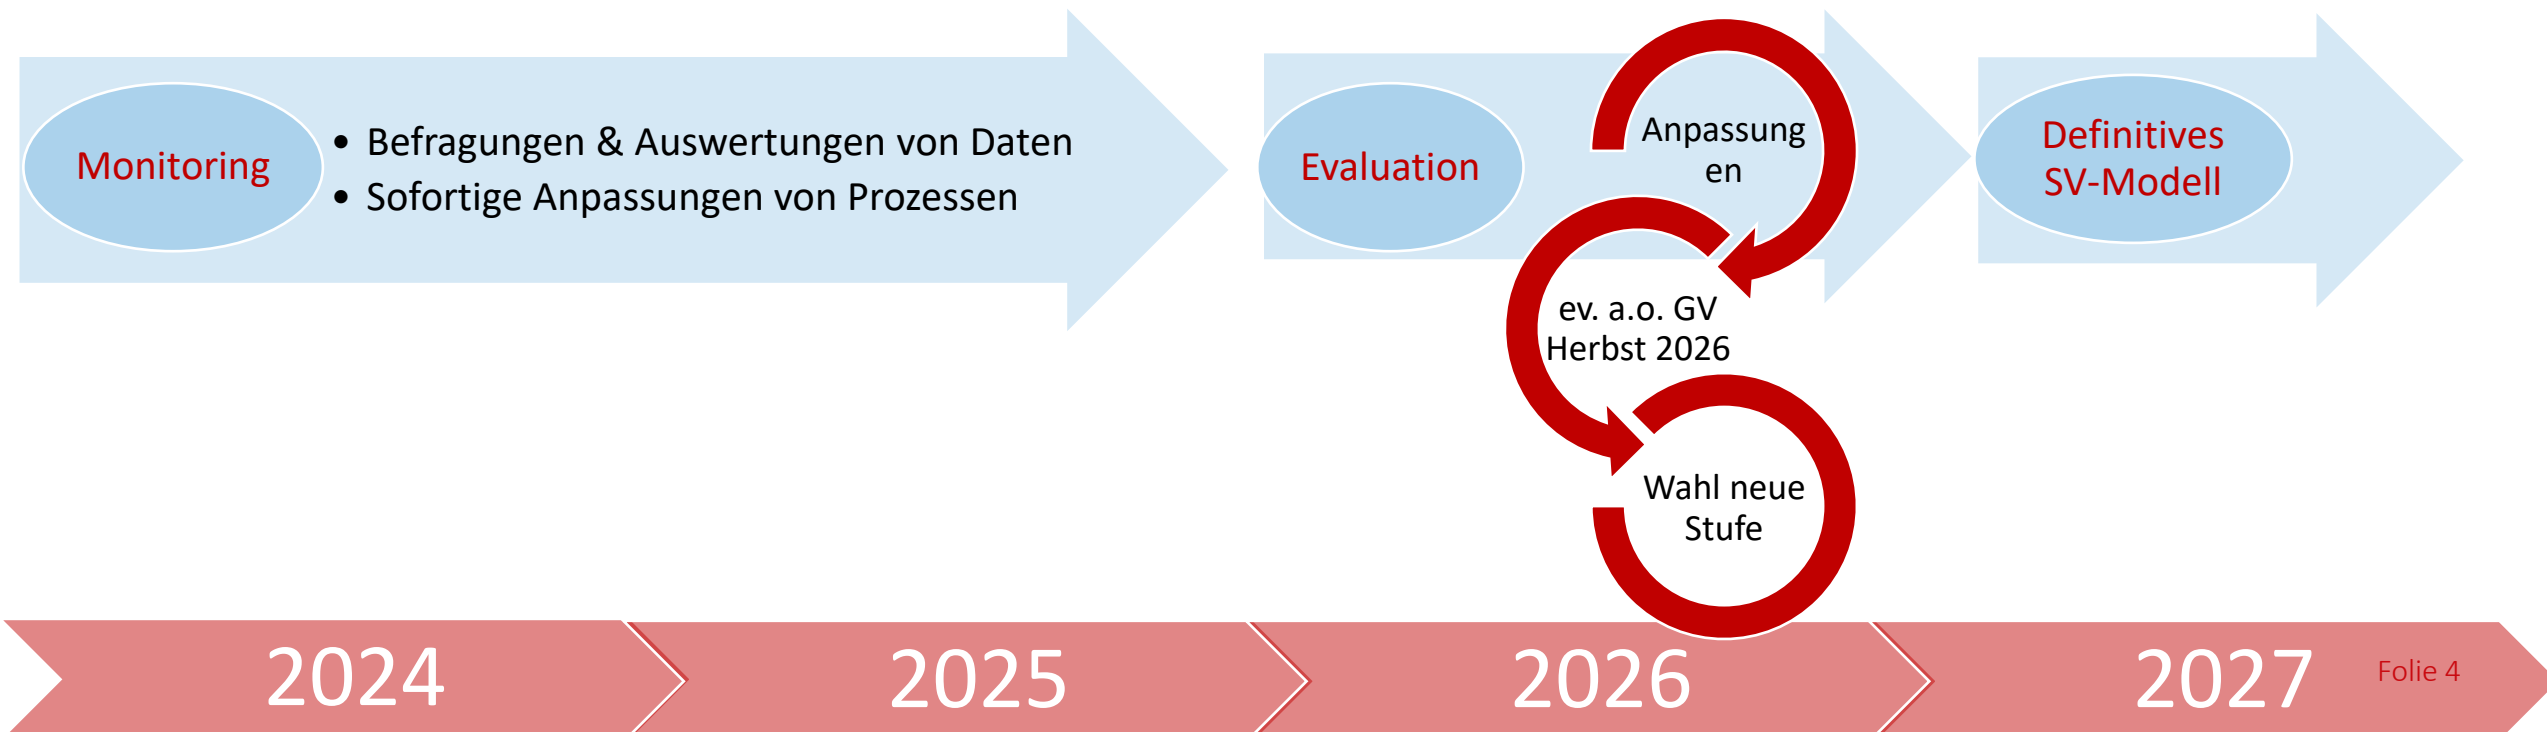 Monitoring
• Befragungen & Auswertungen von Daten
• Sofortige Anpassungen von Prozessen
Evaluation
Anpassung
en
ev. a.o. GV
Herbst 2026
Wahl neue
Stufe
Definitives
SV-Modell
2024
2025
2026
2027
Folie 4